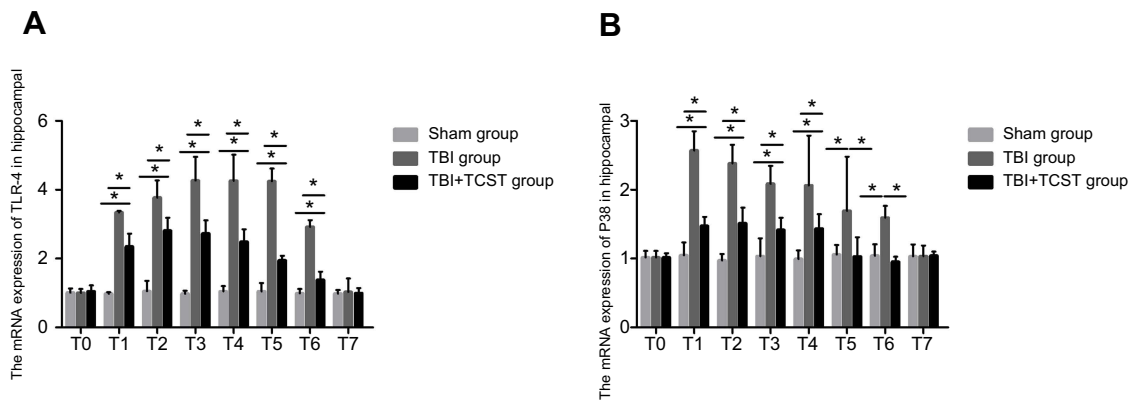 A
The mRNA expression of TLR-4 in hippocampal
6
4
2
0
* * * * * *
* * * * * *
T0 T1 T2 T3 T4 T5 T6 T7
Sham group
TBI group
TBI+TCST group
B
The mRNA expression of P38 in hippocampal
3
2
1
0
* * * *
* * * * * *
* *
T0 T1 T2 T3 T4 T5 T6 T7
Sham group
TBI group
TBI+TCST group